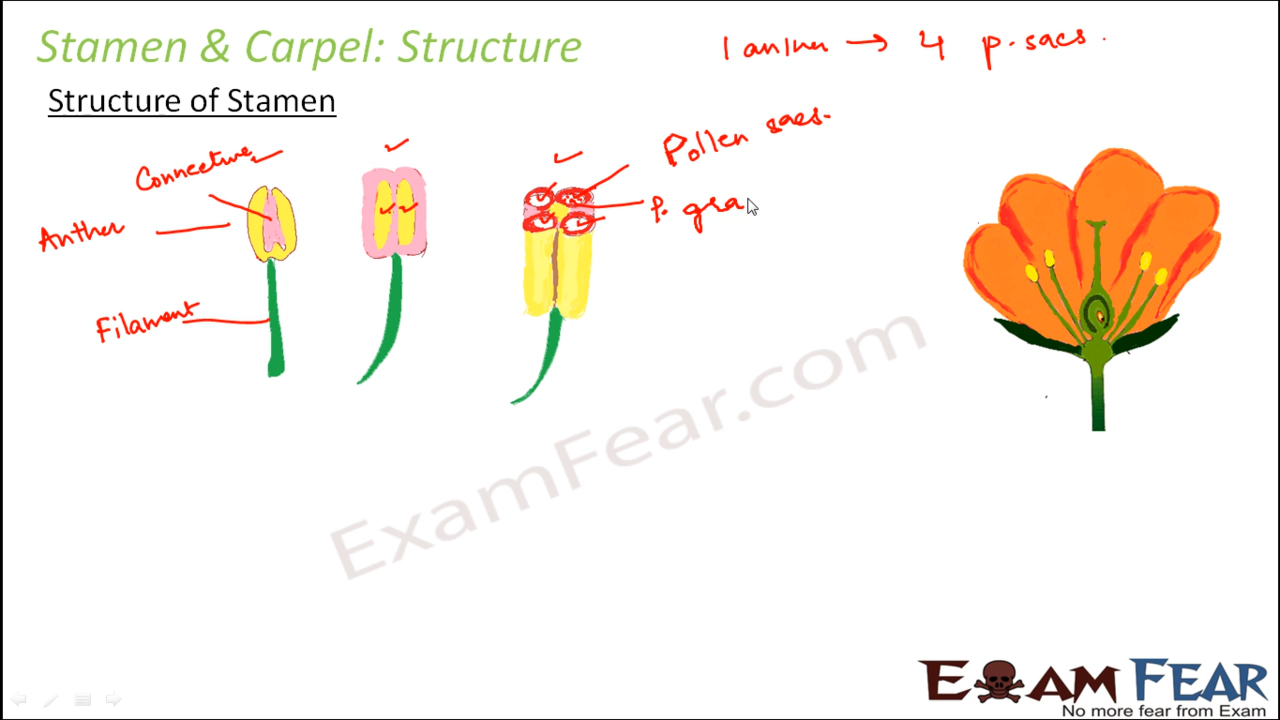 Stamen & Carpel: Structure
1 anther → 4 p. sacs.
Structure of Stamen
Connective
Pollen sacs.
P. gra
Anther
Filament
ExamFear.com
EXAM FEAR
No more fear from Exam